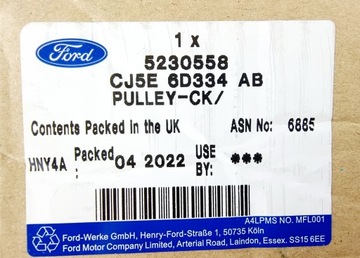 1 x
Ford
5230558
CJ5E 6D334 AB
PULLEY-CK/
Contents Packed in the UK ASN No: 6885
HNY4A Packed: 04 2022 USE BY: ***
A4LPMS NO. MFL001
Ford-Werke GmbH, Henry-Ford-Straße 1, 50735 Köln
Ford Motor Company Limited, Arterial Road, Laindon, Essex. SS15 6EE